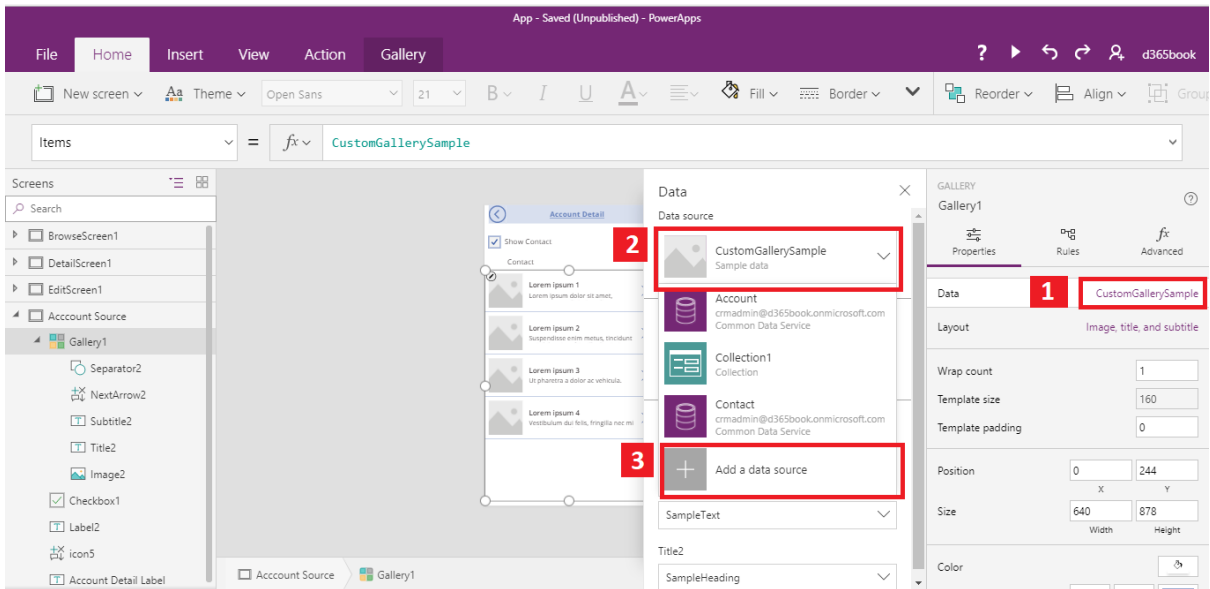 App - Saved (Unpublished) - PowerApps
File Home Insert View Action Gallery ? d365book
New screen Aa Theme Open Sans 21 B I U A Fill Border Reorder Align Group
Items = fx CustomGallerySample
Screens
Search
BrowseScreen1
DetailScreen1
EditScreen1
Acccount Source
Gallery1
Separator2
NextArrow2
Subtitle2
Title2
Image2
Checkbox1
Label2
icon5
Account Detail Label
Account Detail
Show Contact
Contact
Lorem ipsum 1
Lorem ipsum dolor sit amet,
Lorem ipsum 2
Suspendisse enim metus, tincidunt
Lorem ipsum 3
Ut pharetra a dolor ac vehicula.
Lorem ipsum 4
Vestibulum dui felis, fringilla nec mi
Acccount Source Gallery1
Data
Data source
2
CustomGallerySample
Sample data
Account
crmadmin@d365book.onmicrosoft.com
Common Data Service
Collection1
Collection
Contact
crmadmin@d365book.onmicrosoft.com
Common Data Service
3
Add a data source
SampleText
Title2
SampleHeading
GALLERY
Gallery1
Properties Rules fx Advanced
Data 1 CustomGallerySample
Layout Image, title, and subtitle
Wrap count 1
Template size 160
Template padding 0
Position 0 244
X Y
Size 640 878
Width Height
Color